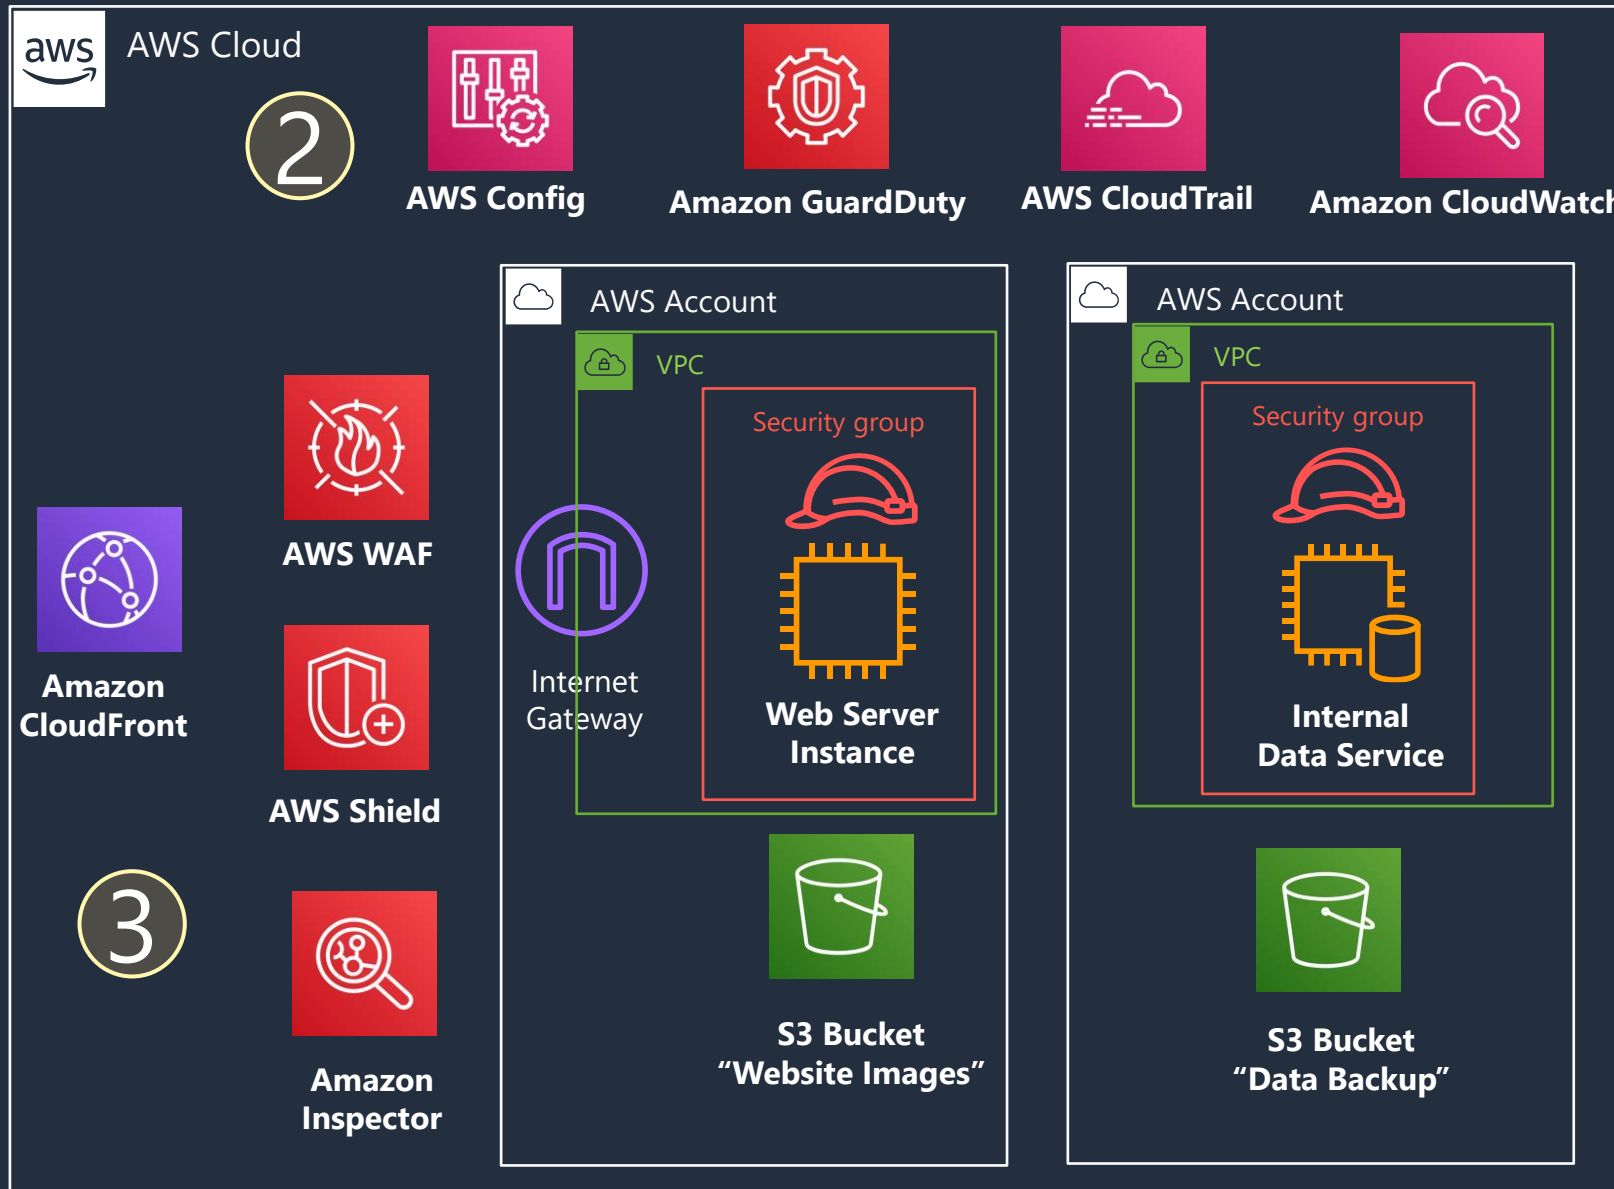 aws
AWS Cloud
2
AWS Config
Amazon GuardDuty
AWS CloudTrail
Amazon CloudWatch
AWS Account
VPC
Security group
Internet
Gateway
Web Server
Instance
S3 Bucket
“Website Images”
AWS Account
VPC
Security group
Internal
Data Service
S3 Bucket
“Data Backup”
AWS WAF
Amazon
CloudFront
AWS Shield
3
Amazon
Inspector